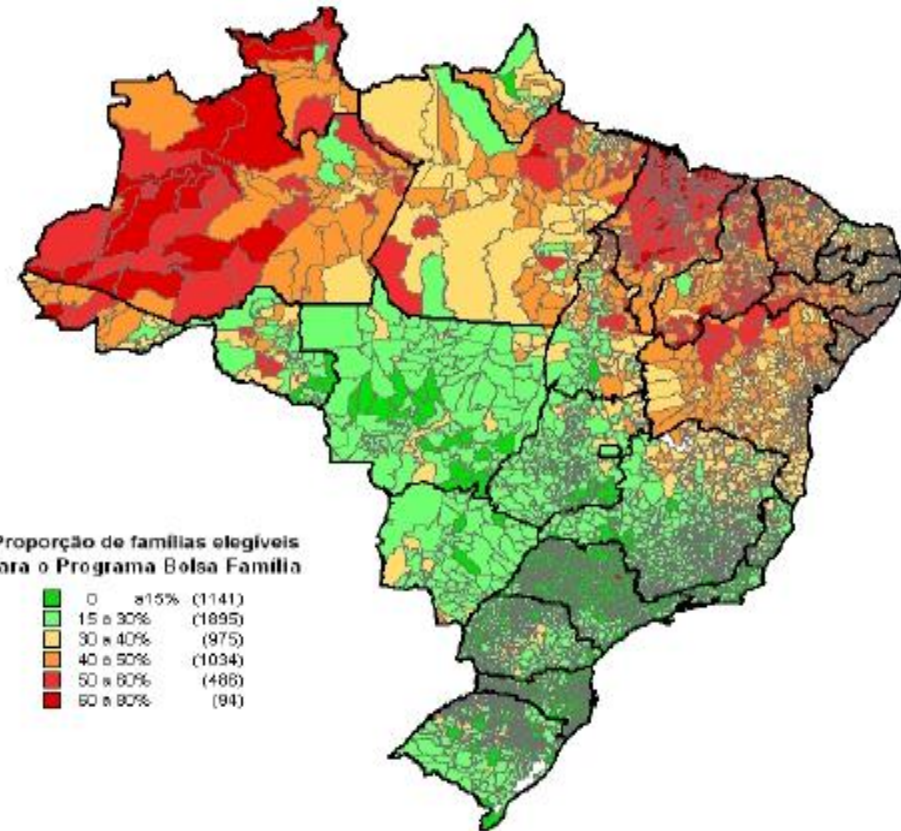 Proporção de famílias elegíveis
ara o Programa Bolsa Família
0 a15% (1141)
15 a 30% (1895)
30 a 40% (975)
40 a 50% (1034)
50 a 60% (486)
60 a 80% (94)